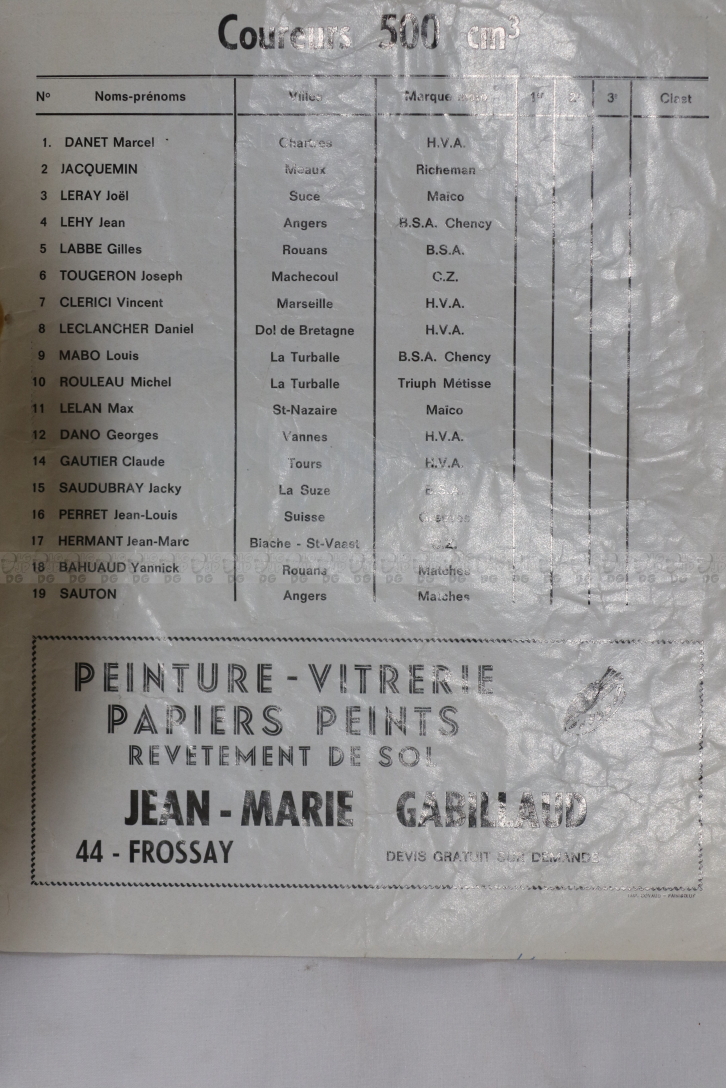 Coureurs 500 cm³
Nº Noms-prénoms Villes Marque 1er 2e 3e Clast
1. DANET Marcel Chartres H.V.A.
2 JACQUEMIN Meaux Richeman
3 LERAY Joël Suce Maico
4 LEHY Jean Angers B.S.A. Chency
5 LABBE Gilles Rouans B.S.A.
6 TOUGERON Joseph Machecoul C.Z.
7 CLERICI Vincent Marseille H.V.A.
8 LECLANCHER Daniel Dol de Bretagne H.V.A.
9 MABO Louis La Turballe B.S.A. Chency
10 ROULEAU Michel La Turballe Triuph Métisse
11 LELAN Max St-Nazaire Maico
12 DANO Georges Vannes H.V.A.
14 GAUTIER Claude Tours H.V.A.
15 SAUDUBRAY Jacky La Suze B.S.A.
16 PERRET Jean-Louis Suisse
17 HERMANT Jean-Marc Biache - St-Vaast C.Z.
18 BAHUAUD Yannick Rouans Matches
19 SAUTON Angers Matches
PEINTURE - VITRERIE
PAPIERS PEINTS
REVETEMENT DE SOL
JEAN - MARIE GABILLAUD
44 - FROSSAY DEVIS GRATUIT SUR DEMANDE